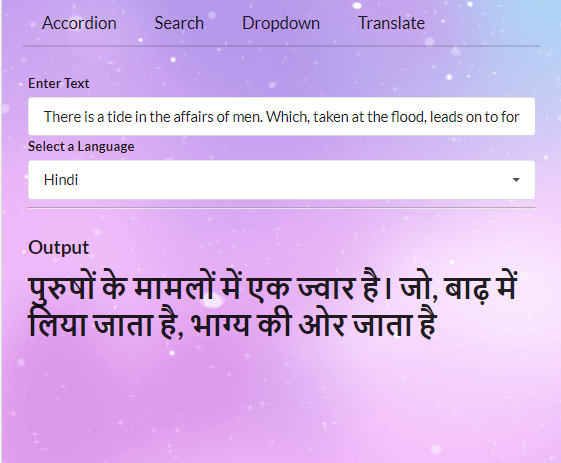 Accordion Search Dropdown Translate
Enter Text
There is a tide in the affairs of men. Which, taken at the flood, leads on to for
Select a Language
Hindi
Output
पुरुषों के मामलों में एक ज्वार है। जो, बाढ़ में
लिया जाता है, भाग्य की ओर जाता है